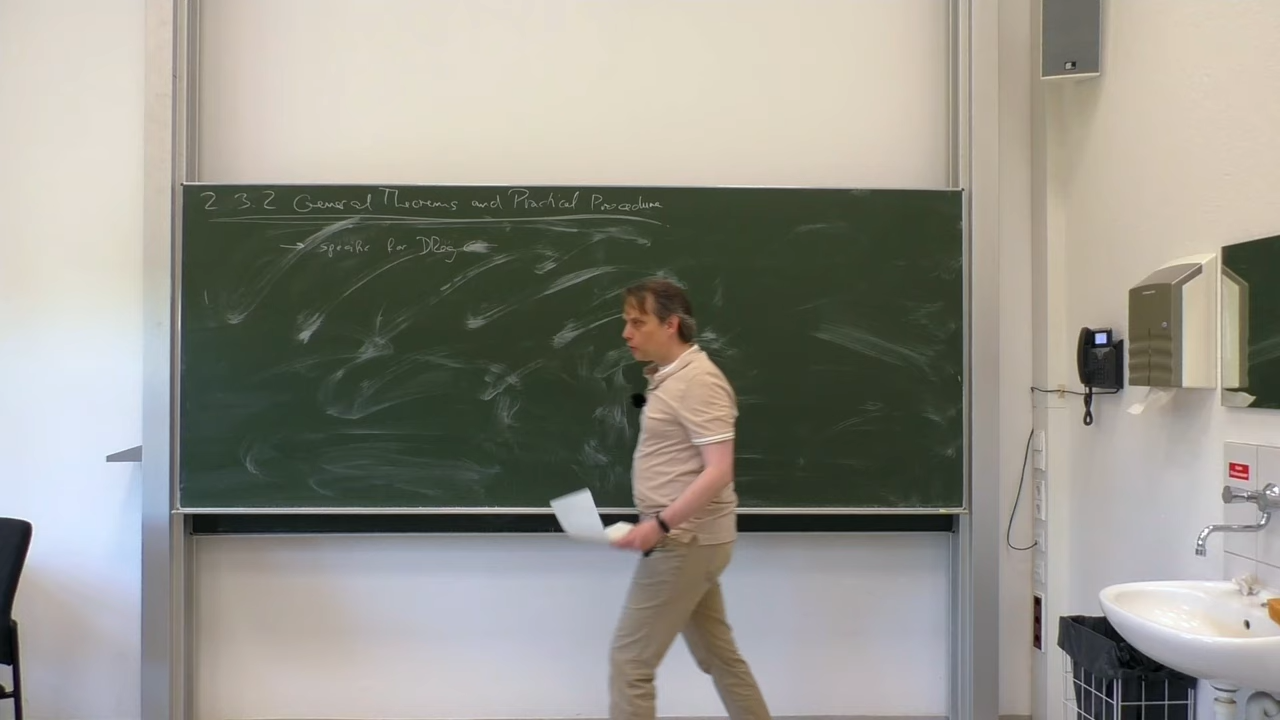 2.3.2 General Theorems and Practical Procedure
→ specific for DReg